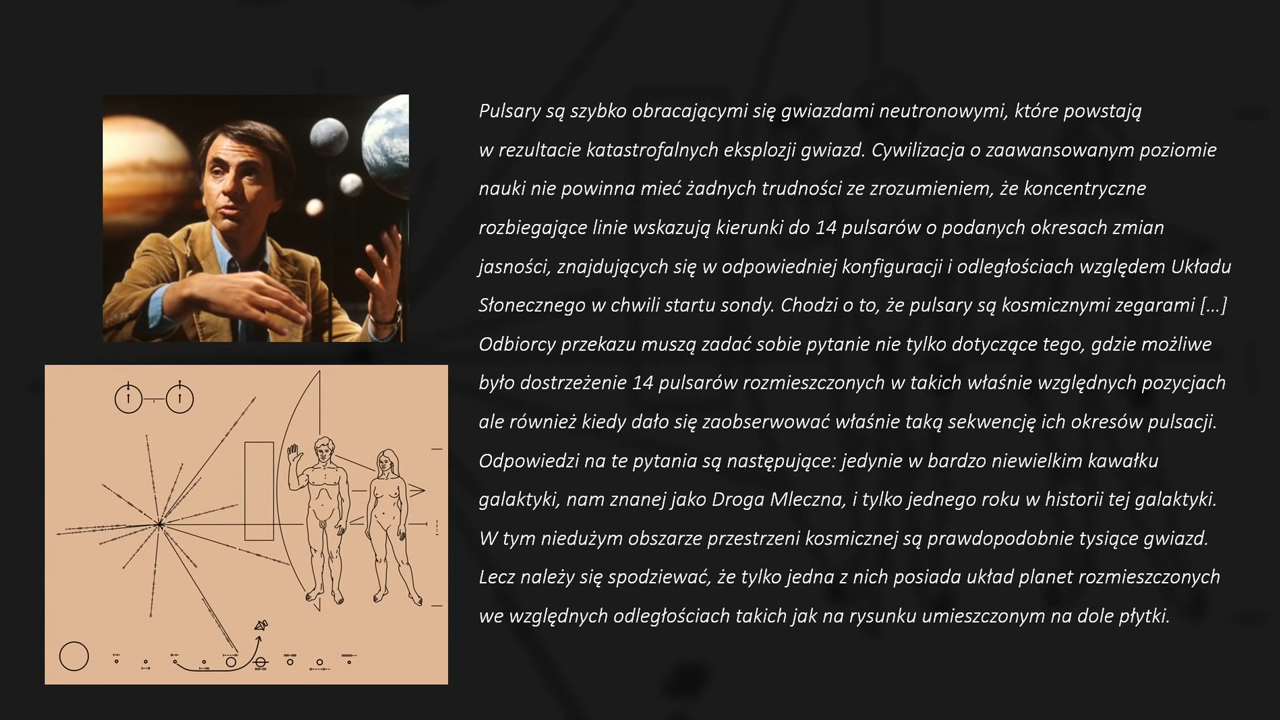 Pulsary są szybko obracającymi się gwiazdami neutronowymi, które powstają
w rezultacie katastrofalnych eksplozji gwiazd. Cywilizacja o zaawansowanym poziomie
nauki nie powinna mieć żadnych trudności ze zrozumieniem, że koncentryczne
rozbiegające linie wskazują kierunki do 14 pulsarów o podanych okresach zmian
jasności, znajdujących się w odpowiedniej konfiguracji i odległościach względem Układu
Słonecznego w chwili startu sondy. Chodzi o to, że pulsary są kosmicznymi zegarami [...]
Odbiorcy przekazu muszą zadać sobie pytanie nie tylko dotyczące tego, gdzie możliwe
było dostrzeżenie 14 pulsarów rozmieszczonych w takich właśnie względnych pozycjach
ale również kiedy dało się zaobserwować właśnie taką sekwencję ich okresów pulsacji.
Odpowiedzi na te pytania są następujące: jedynie w bardzo niewielkim kawałku
galaktyki, nam znanej jako Droga Mleczna, i tylko jednego roku w historii tej galaktyki.
W tym niedużym obszarze przestrzeni kosmicznej są prawdopodobnie tysiące gwiazd.
Lecz należy się spodziewać, że tylko jedna z nich posiada układ planet rozmieszczonych
we względnych odległościach takich jak na rysunku umieszczonym na dole płytki.